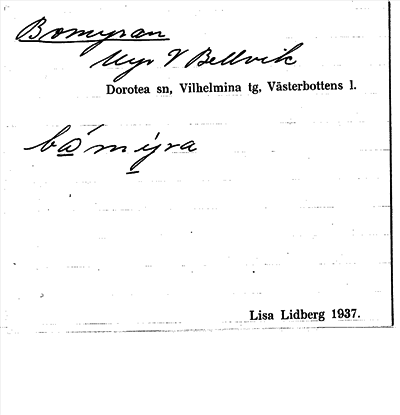 Bomyran
Myr V Bellvik
Dorotea sn, Vilhelmina tg, Västerbottens l.
bå´mýra
Lisa Lidberg 1937.